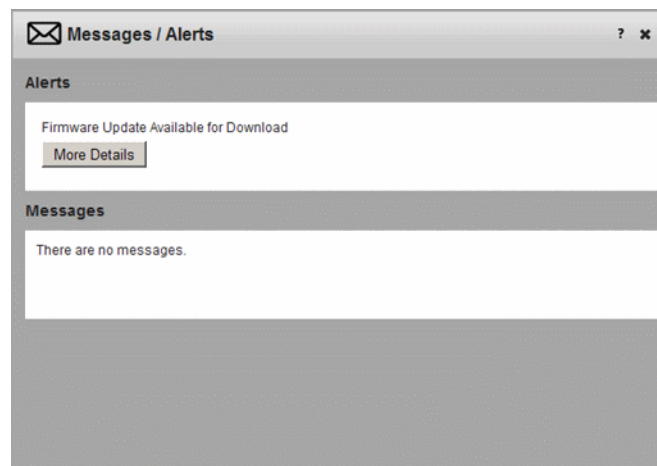 Messages / Alerts ? ×
Alerts
Firmware Update Available for Download
More Details
Messages
There are no messages.